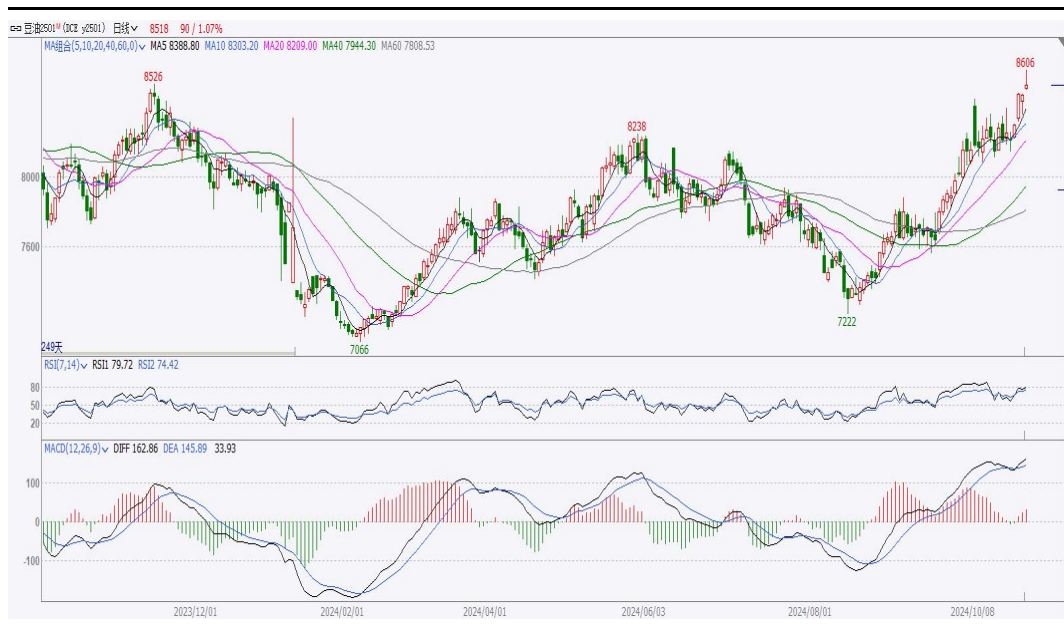 豆油2501M (DCE y2501) 日线 8518 90 / 1.07%
MA组合(5,10,20,40,60,0) MA5 8388.80 MA10 8303.20 MA20 8209.00 MA40 7944.30 MA60 7808.53
8606
8526
8238
8000
7600
7222
7066
249天
RSI(7,14) RSI1 79.72 RSI2 74.42
80
50
20
MACD(12,26,9) DIFF 162.86 DEA 145.89 33.93
100
0
-100
2023/12/01 2024/02/01 2024/04/01 2024/06/03 2024/08/01 2024/10/08